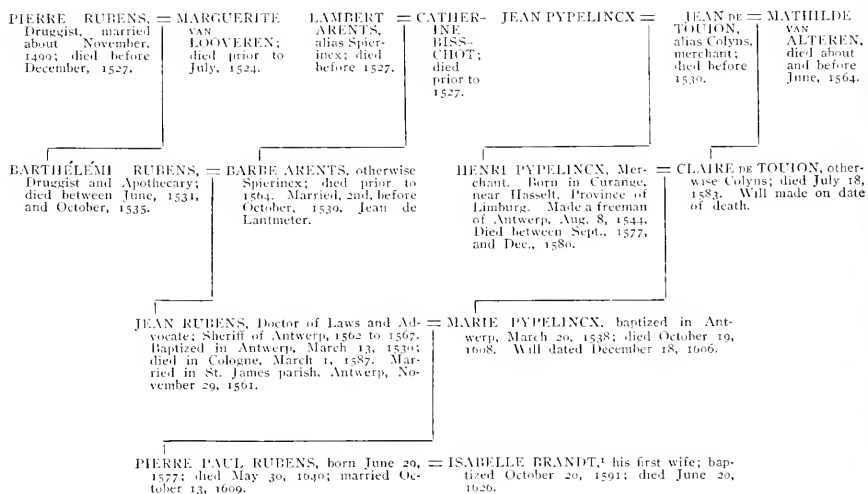 PIERRE RUBENS,
Druggist, married
about November,
1499; died before
December, 1527.
= MARGUERITE
VAN
LOOVEREN;
died prior to
July, 1524.
LAMBERT
ARENTS,
alias Spier-
incx; died
before 1527.
= CATHER-
INE
BISS-
CHOT;
died
prior to
1527.
JEAN PYPELINCX =
JEAN DE
TOUION,
alias Colyns,
merchant;
died before
1530.
= MATHILDE
VAN
ALTEREN,
died about
and before
June, 1564.
BARTHÉLÉMI RUBENS,
Druggist and Apothecary;
died between June, 1531,
and October, 1535.
= BARBE ARENTS, otherwise
Spierincx; died prior to
1564. Married, 2nd, before
October, 1539. Jean de
Lantmeter.
HENRI PYPELINCX, Mer-
chant. Born in Curange,
near Hasselt, Province of
Limburg. Made a freeman
of Antwerp, Aug. 8, 1544.
Died between Sept., 1577,
and Dec., 1580.
= CLAIRE DE TOUION, other-
wise Colyns; died July 18,
1583. Will made on date
of death.
JEAN RUBENS, Doctor of Laws and Ad-
vocate; Sheriff of Antwerp, 1562 to 1567.
Baptized in Antwerp, March 13, 1530;
died in Cologne, March 1, 1587. Mar-
ried in St. James parish, Antwerp, No-
vember 29, 1561.
= MARIE PYPELINCX, baptized in Ant-
werp, March 20, 1538; died October 19,
1608. Will dated December 18, 1606.
PIERRE PAUL RUBENS, born June 29,
1577; died May 30, 1640; married Oc-
tober 13, 1609.
= ISABELLE BRANDT,¹ his first wife; bap-
tized October 20, 1591; died June 20,
1626.